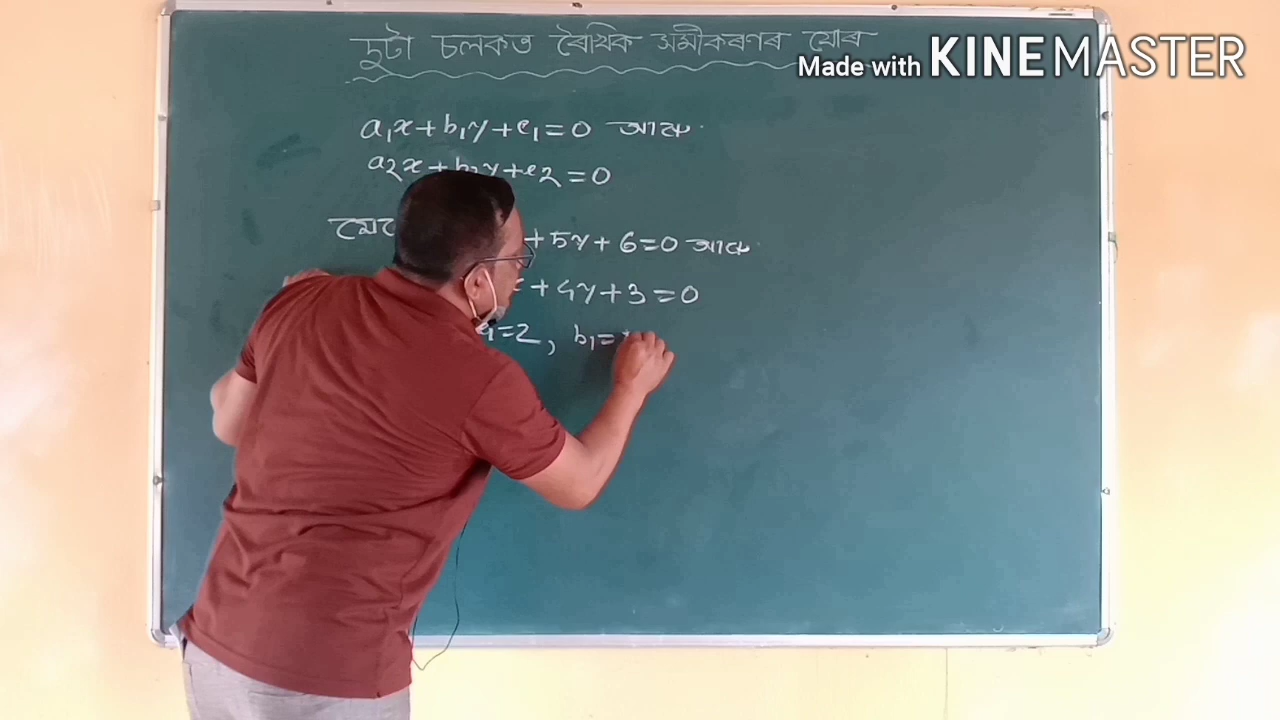 দুটা চলকত ৰৈখিক সমীকৰণৰ যোৰ
Made with KINEMASTER
a₁x+b₁y+c₁=0 আৰু
a₂x+b₂y+c₂=0
+5y+6=0 আৰু
+4y+3=0
=2, b₁=